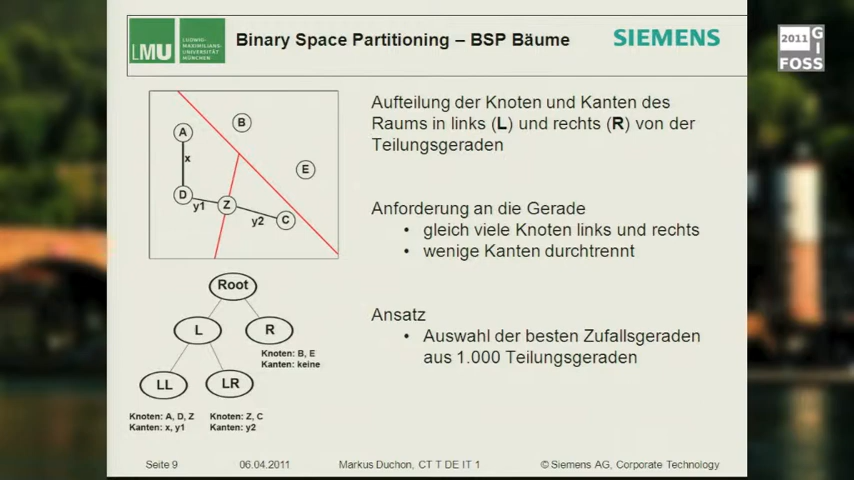 LMU
LUDWIG-
MAXIMILIANS-
UNIVERSITÄT
MÜNCHEN
Binary Space Partitioning – BSP Bäume
SIEMENS
2011
GI
FOSS
A
B
x
E
D
y1
Z
y2
C
Aufteilung der Knoten und Kanten des
Raums in links (L) und rechts (R) von der
Teilungsgeraden
Anforderung an die Gerade
• gleich viele Knoten links und rechts
• wenige Kanten durchtrennt
Ansatz
• Auswahl der besten Zufallsgeraden
aus 1.000 Teilungsgeraden
Root
L
R
Knoten: B, E
Kanten: keine
LL
LR
Knoten: A, D, Z
Kanten: x, y1
Knoten: Z, C
Kanten: y2
Seite 9
06.04.2011
Markus Duchon, CT T DE IT 1
© Siemens AG, Corporate Technology